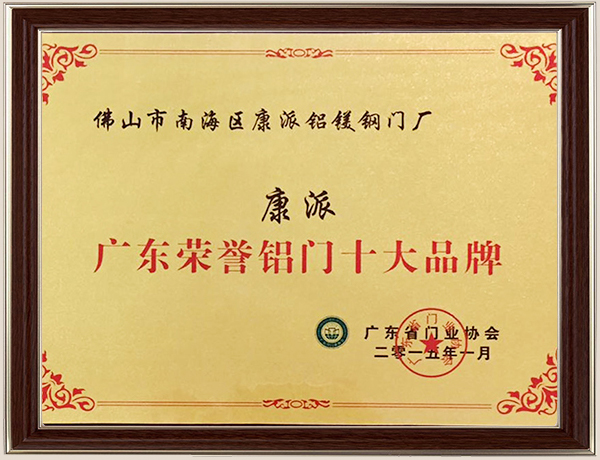 佛山市南海区康派铝镁钢门厂
康派
广东荣誉铝门十大品牌
广东省门业协会
二零一五年一月